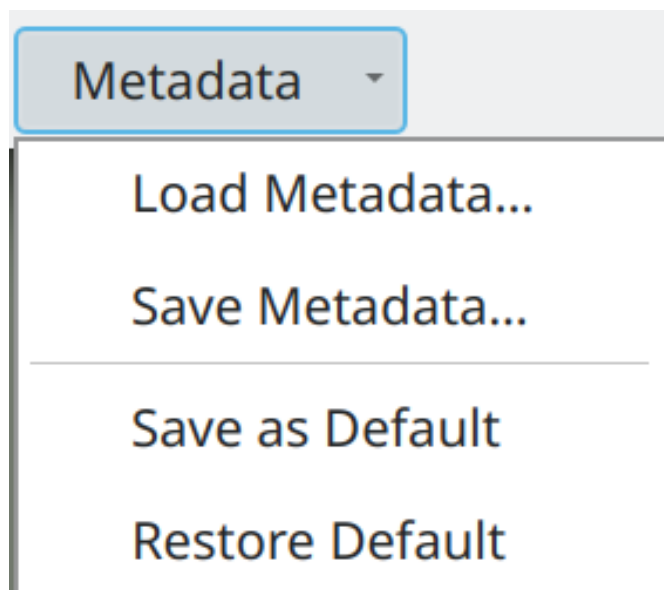 Metadata
Load Metadata...
Save Metadata...
Save as Default
Restore Default